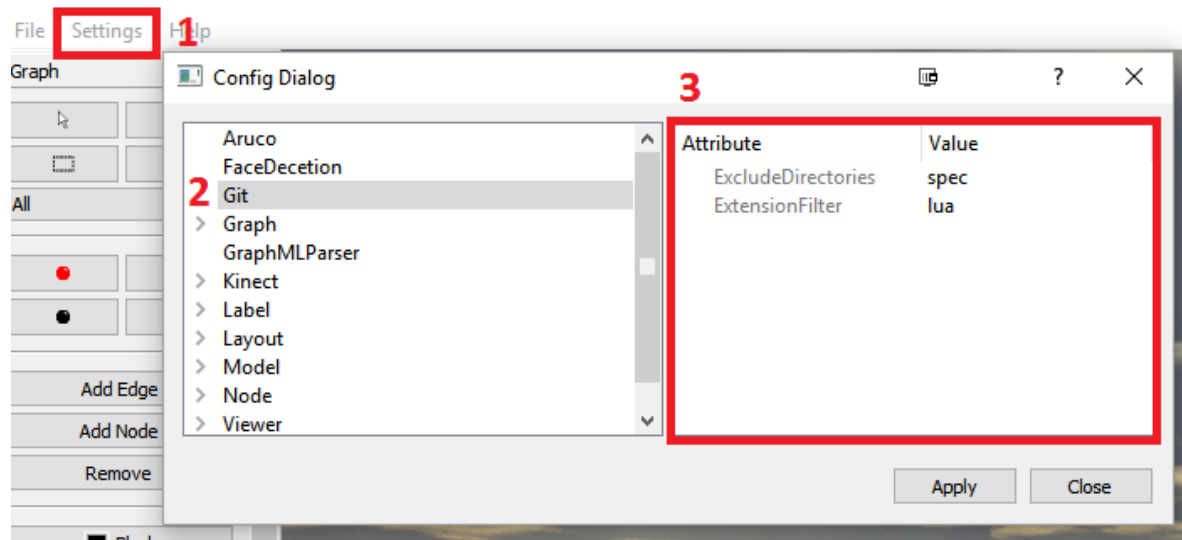 File Settings Help
1
Graph
Config Dialog
?
3
Aruco
FaceDecetion
2
Git
Graph
GraphMLParser
Kinect
Label
Layout
Model
Node
Viewer
Attribute Value
ExcludeDirectories spec
ExtensionFilter lua
All
Add Edge
Add Node
Remove
Apply Close